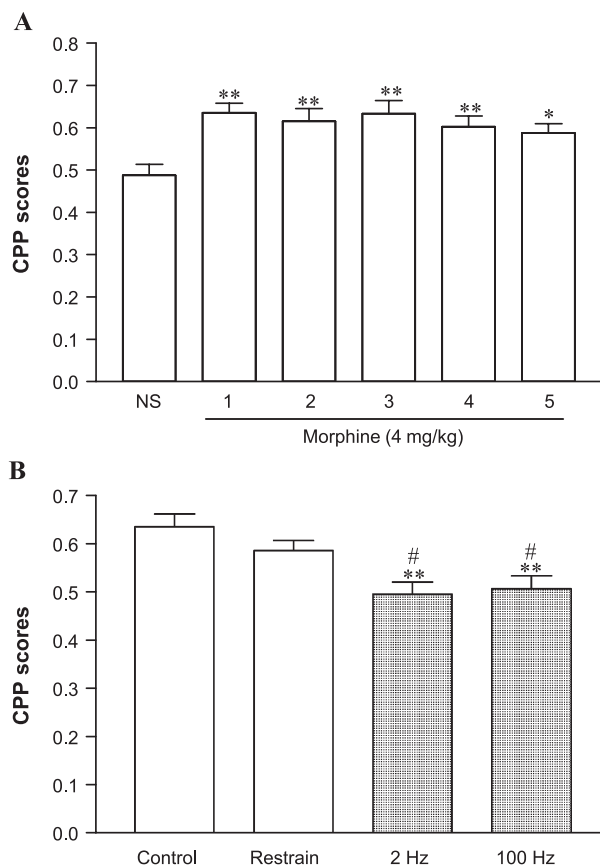 A
0.8
0.7
0.6
0.5
0.4
0.3
0.2
0.1
0.0
CPP scores
** ** ** ** *
NS 1 2 3 4 5
Morphine (4 mg/kg)
B
0.7
0.6
0.5
0.4
0.3
0.2
0.1
0.0
CPP scores
# #
** **
Control Restrain 2 Hz 100 Hz